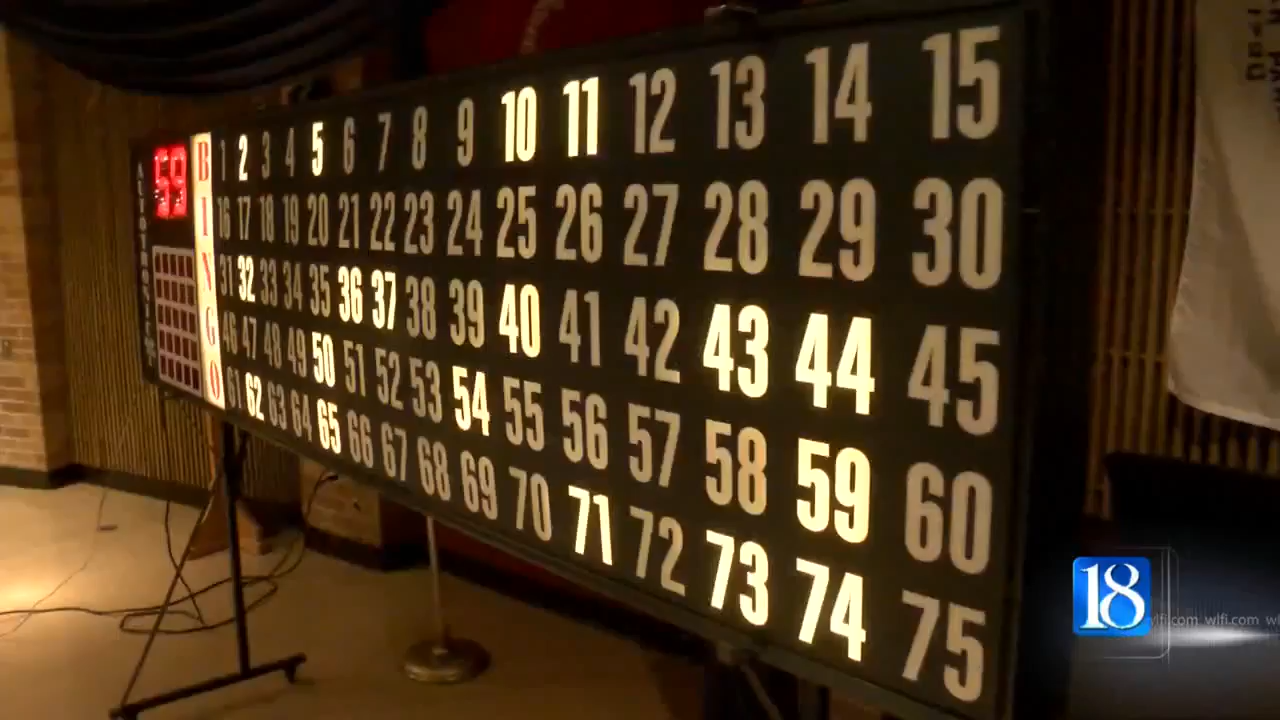 59
B 1 2 3 4 5 6 7 8 9 10 11 12 13 14 15
I 16 17 18 19 20 21 22 23 24 25 26 27 28 29 30
N 31 32 33 34 35 36 37 38 39 40 41 42 43 44 45
G 46 47 48 49 50 51 52 53 54 55 56 57 58 59 60
O 61 62 63 64 65 66 67 68 69 70 71 72 73 74 75
18
wlfi.com wlfi.com